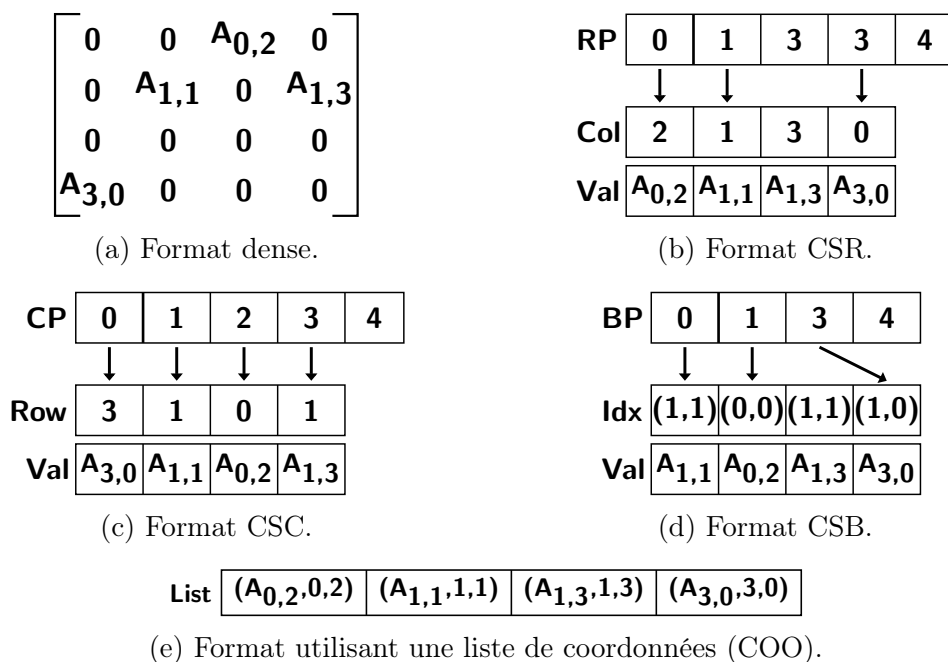 0 0 A0,2 0
0 A1,1 0 A1,3
0 0 0 0
A3,0 0 0 0
(a) Format dense.
RP 0 1 3 3 4
Col 2 1 3 0
Val A0,2 A1,1 A1,3 A3,0
(b) Format CSR.
CP 0 1 2 3 4
Row 3 1 0 1
Val A3,0 A1,1 A0,2 A1,3
(c) Format CSC.
BP 0 1 3 4
Idx (1,1) (0,0) (1,1) (1,0)
Val A1,1 A0,2 A1,3 A3,0
(d) Format CSB.
List (A0,2,0,2) (A1,1,1,1) (A1,3,1,3) (A3,0,3,0)
(e) Format utilisant une liste de coordonnées (COO).